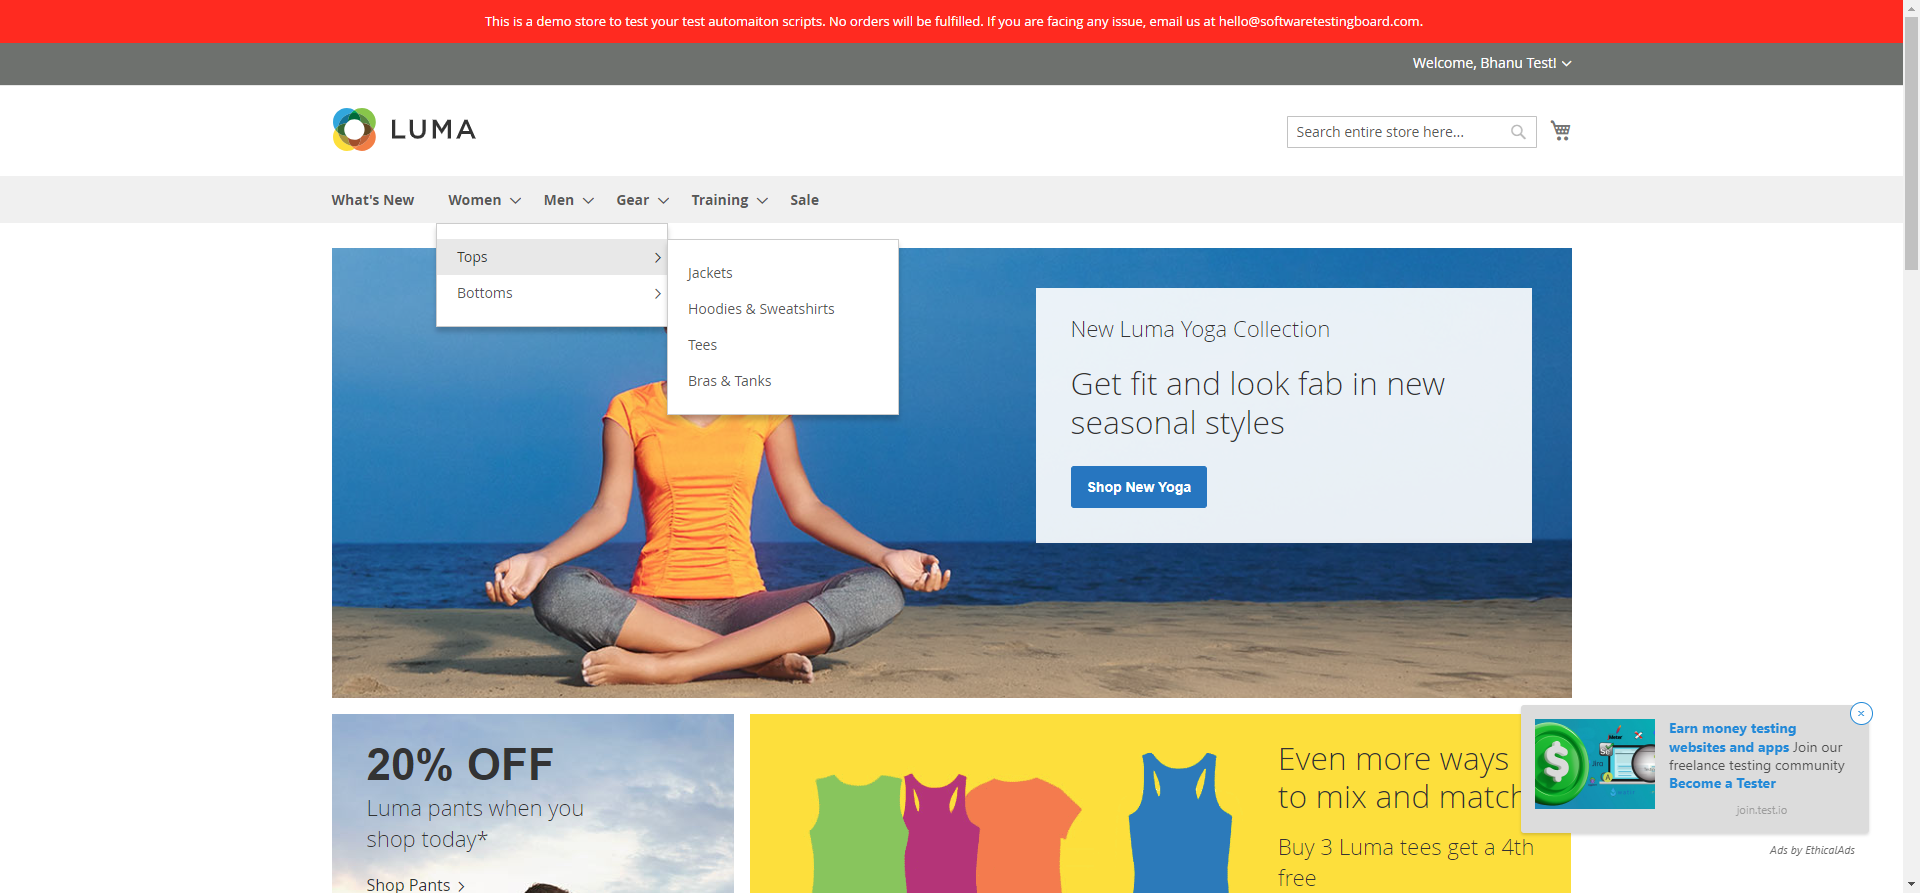 This is a demo store to test your test automaiton scripts. No orders will be fulfilled. If you are facing any issue, email us at hello@softwaretestingboard.com.
Welcome, Bhanu Test!
LUMA
Search entire store here...
What's New Women Men Gear Training Sale
Tops
Bottoms
Jackets
Hoodies & Sweatshirts
Tees
Bras & Tanks
New Luma Yoga Collection
Get fit and look fab in new
seasonal styles
Shop New Yoga
20% OFF
Luma pants when you
shop today*
Shop Pants
Even more ways
to mix and match
Buy 3 Luma tees get a 4th
free
Earn money testing
websites and apps Join our
freelance testing community
Become a Tester
join.test.io
Ads by EthicalAds